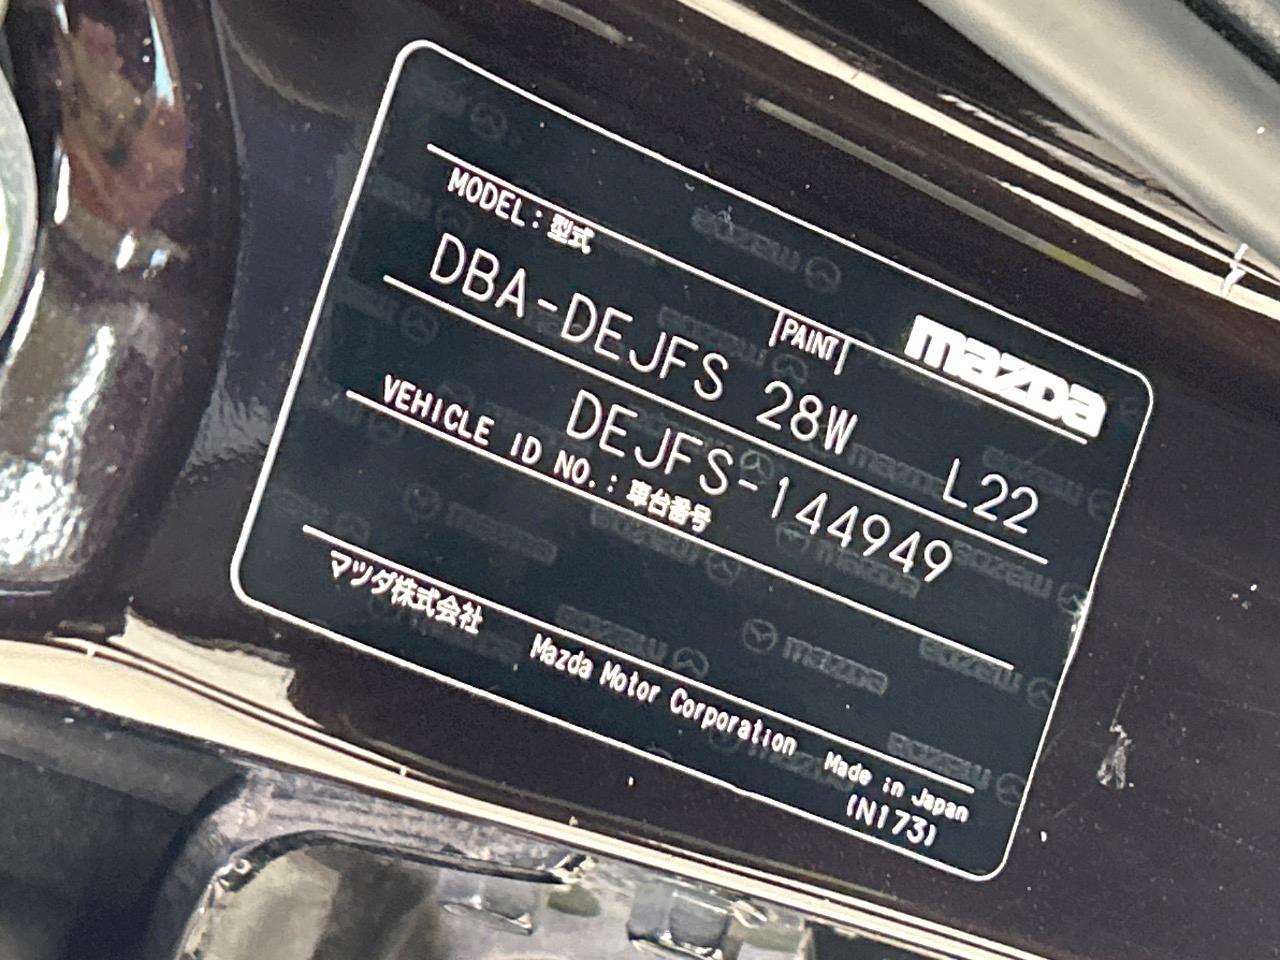 mazda
MODEL：型式
PAINT
DBA-DEJFS 28W L22
DEJFS-144949
VEHICLE ID NO.：車台番号
マツダ株式会社 Mazda Motor Corporation Made in Japan
(N173)